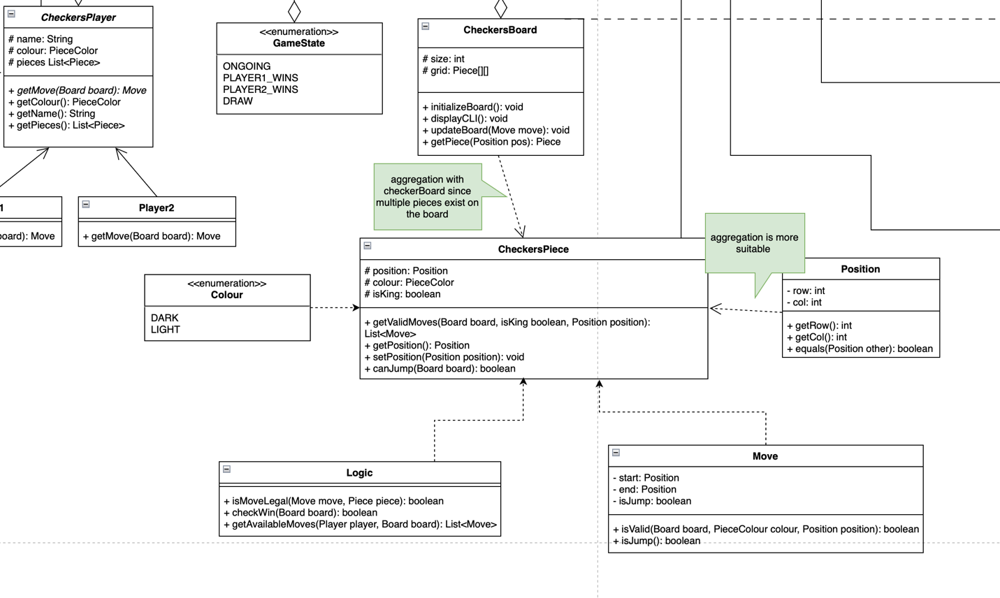 CheckersPlayer
# name: String
# colour: PieceColor
# pieces List<Piece>
+ getMove(Board board): Move
+ getColour(): PieceColor
+ getName(): String
+ getPieces(): List<Piece>
<<enumeration>>
GameState
ONGOING
PLAYER1_WINS
PLAYER2_WINS
DRAW
CheckersBoard
# size: int
# grid: Piece[][]
+ initializeBoard(): void
+ displayCLI(): void
+ updateBoard(Move move): void
+ getPiece(Position pos): Piece
aggregation with
checkerBoard since
multiple pieces exist on
the board
1
oard): Move
Player2
+ getMove(Board board): Move
CheckersPiece
# position: Position
# colour: PieceColor
# isKing: boolean
+ getValidMoves(Board board, isKing boolean, Position position):
List<Move>
+ getPosition(): Position
+ setPosition(Position position): void
+ canJump(Board board): boolean
aggregation is more
suitable
Position
- row: int
- col: int
+ getRow(): int
+ getCol(): int
+ equals(Position other): boolean
<<enumeration>>
Colour
DARK
LIGHT
Logic
+ isMoveLegal(Move move, Piece piece): boolean
+ checkWin(Board board): boolean
+ getAvailableMoves(Player player, Board board): List<Move>
Move
- start: Position
- end: Position
- isJump: boolean
+ isValid(Board board, PieceColour colour, Position position): boolean
+ isJump(): boolean